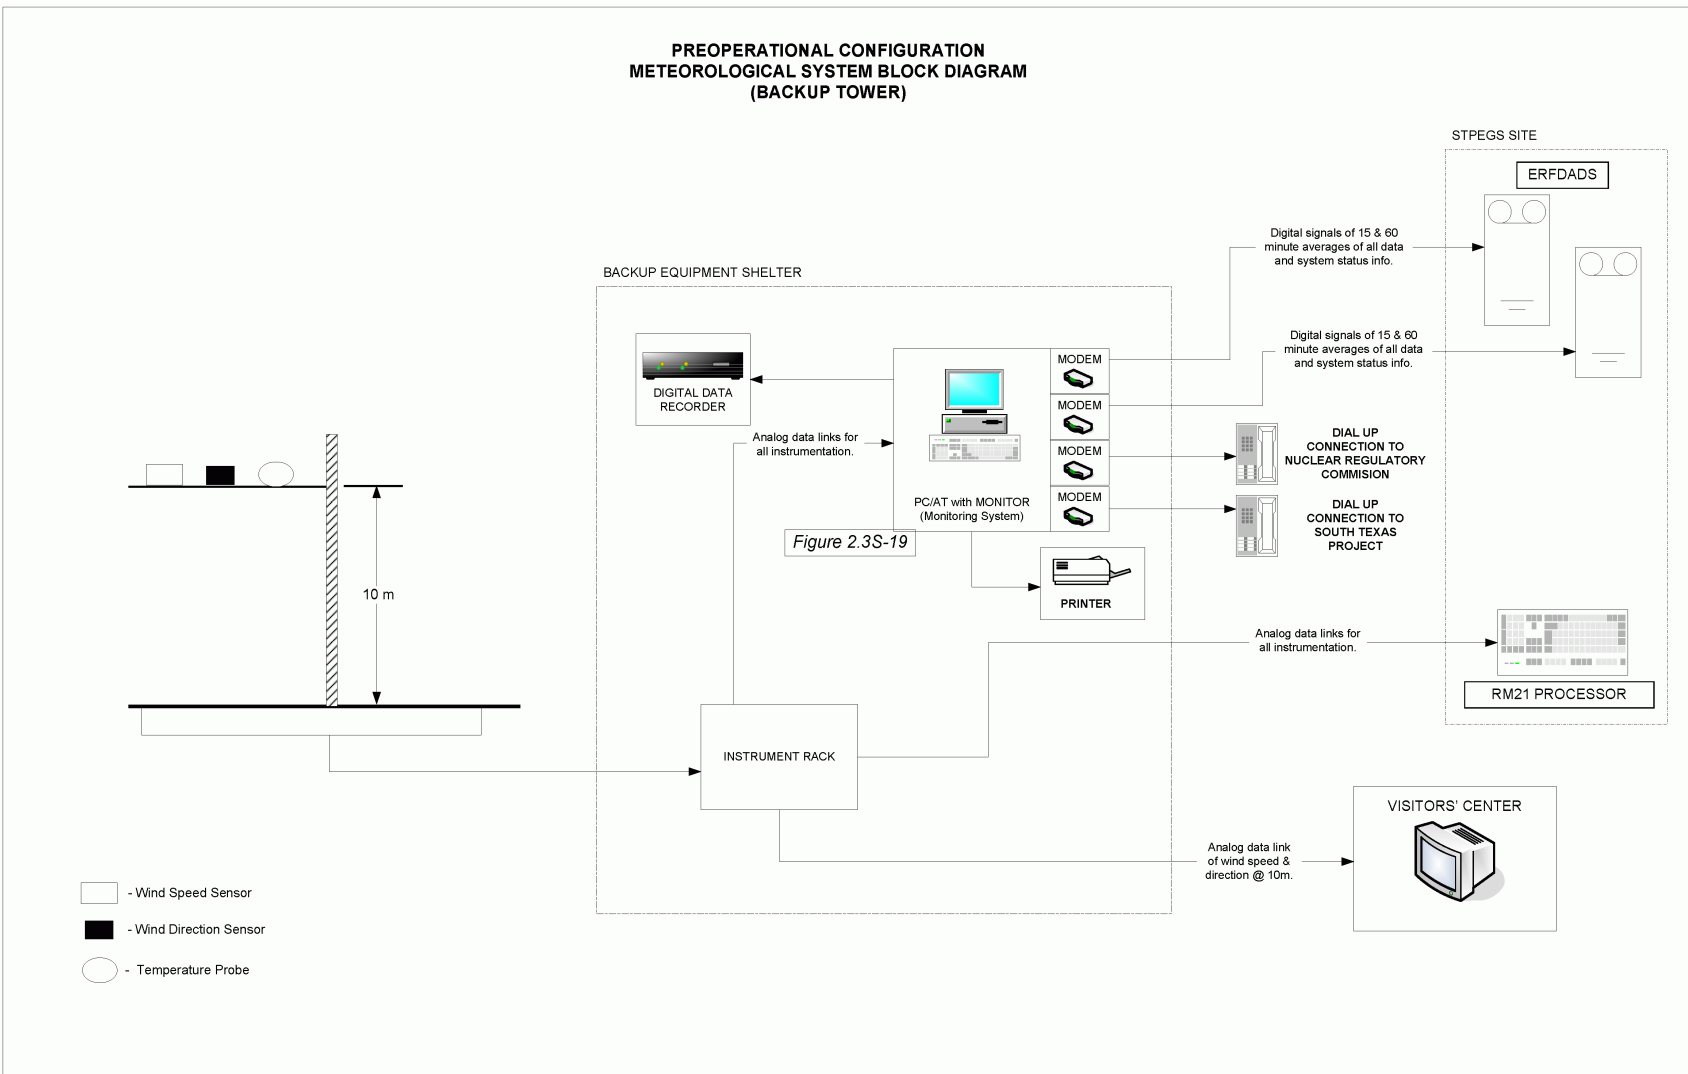 PREOPERATIONAL CONFIGURATION
METEOROLOGICAL SYSTEM BLOCK DIAGRAM
(BACKUP TOWER)
STPEGS SITE
ERFDADS
Digital signals of 15 & 60
minute averages of all data
and system status info.
BACKUP EQUIPMENT SHELTER
Digital signals of 15 & 60
minute averages of all data
and system status info.
MODEM
DIGITAL DATA
RECORDER
MODEM
Analog data links for
all instrumentation.
MODEM
DIAL UP
CONNECTION TO
NUCLEAR REGULATORY
COMMISION
MODEM
PC/AT with MONITOR
(Monitoring System)
DIAL UP
CONNECTION TO
SOUTH TEXAS
PROJECT
Figure 2.3S-19
10 m
PRINTER
Analog data links for
all instrumentation.
RM21 PROCESSOR
INSTRUMENT RACK
VISITORS' CENTER
Analog data link
of wind speed &
direction @ 10m.
- Wind Speed Sensor
- Wind Direction Sensor
- Temperature Probe